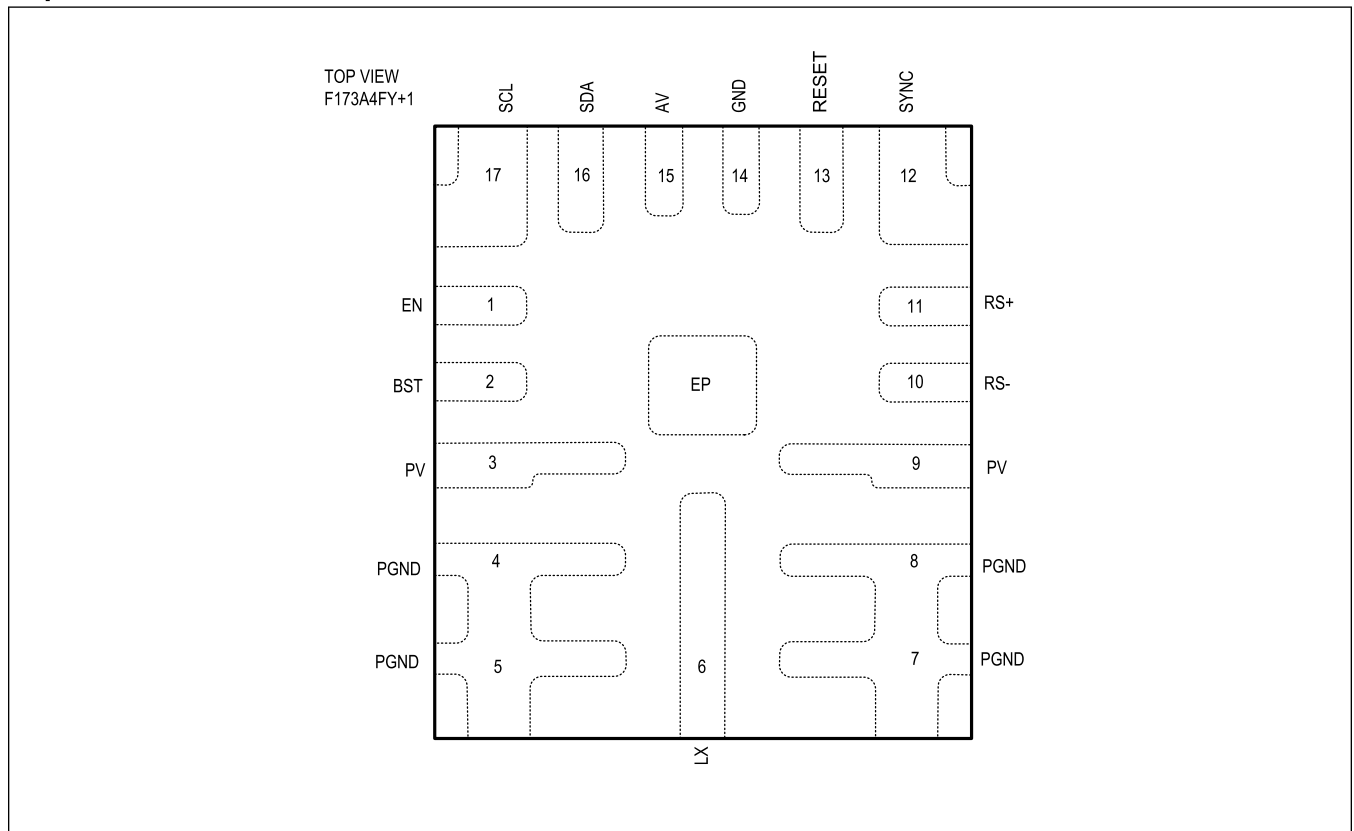 TOP VIEW
F173A4FY+1
SCL
SDA
AV
GND
RESET
SYNC
17
16
15
14
13
12
EN
1
11
RS+
BST
2
EP
10
RS-
PV
3
9
PV
PGND
4
8
PGND
PGND
5
6
7
PGND
LX